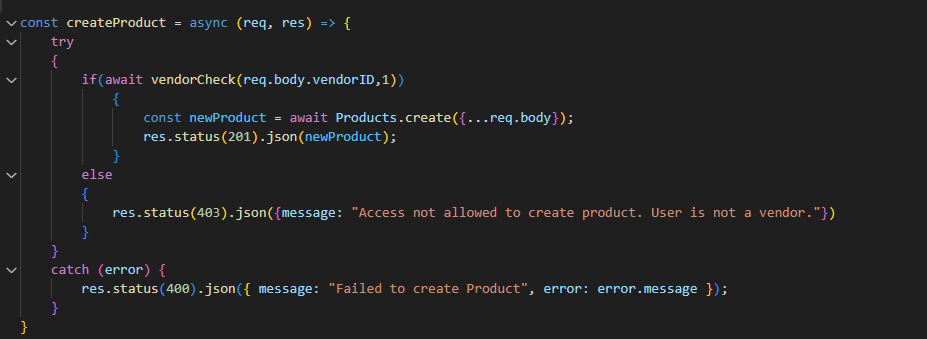 const createProduct = async (req, res) => {
    try
    {
        if(await vendorCheck(req.body.vendorID,1))
            {
                const newProduct = await Products.create({...req.body});
                res.status(201).json(newProduct);
            }
        else
        {
            res.status(403).json({message: "Access not allowed to create product. User is not a vendor."})
        }
    }
    catch (error) {
        res.status(400).json({ message: "Failed to create Product", error: error.message });
    }
}